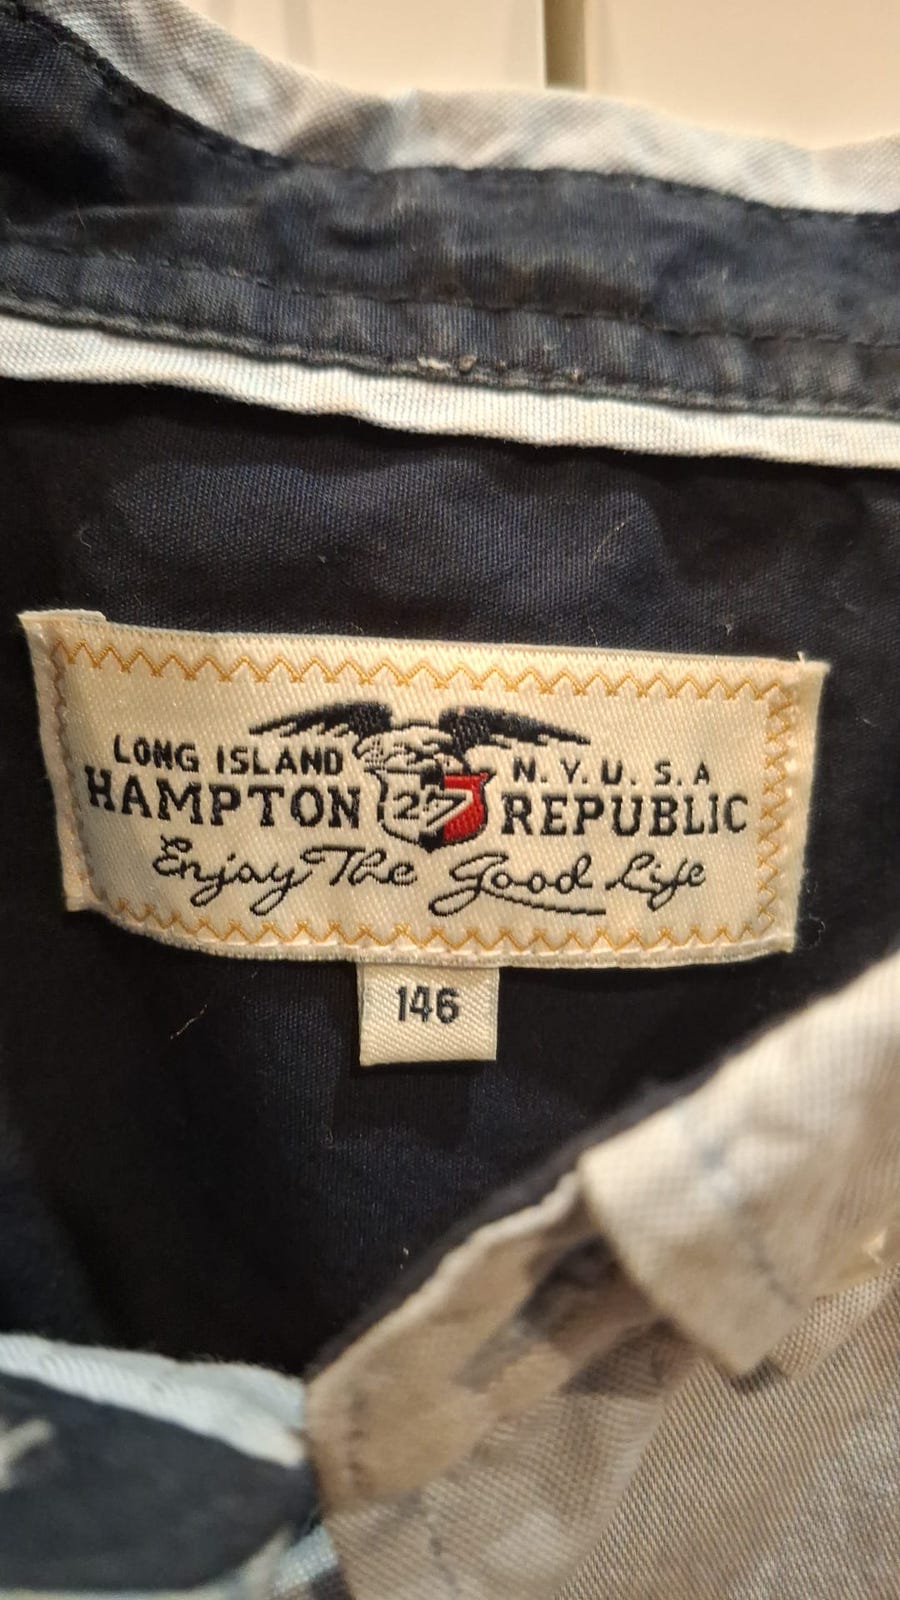 LONG ISLAND N.Y.U.S.A
HAMPTON 27 REPUBLIC
Enjoy The Good Life
146